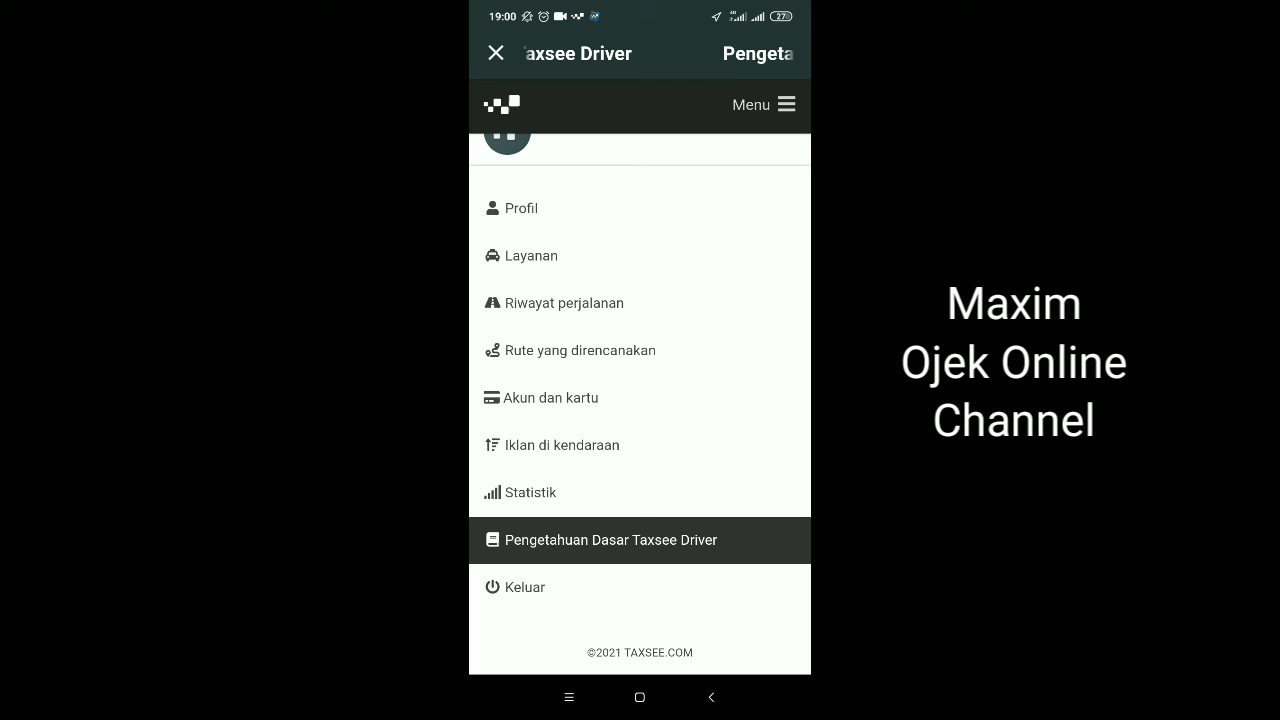 19:00
27
axsee Driver
Pengeta
Menu
Profil
Layanan
Riwayat perjalanan
Rute yang direncanakan
Akun dan kartu
Iklan di kendaraan
Statistik
Pengetahuan Dasar Taxsee Driver
Keluar
©2021 TAXSEE.COM
Maxim
Ojek Online
Channel